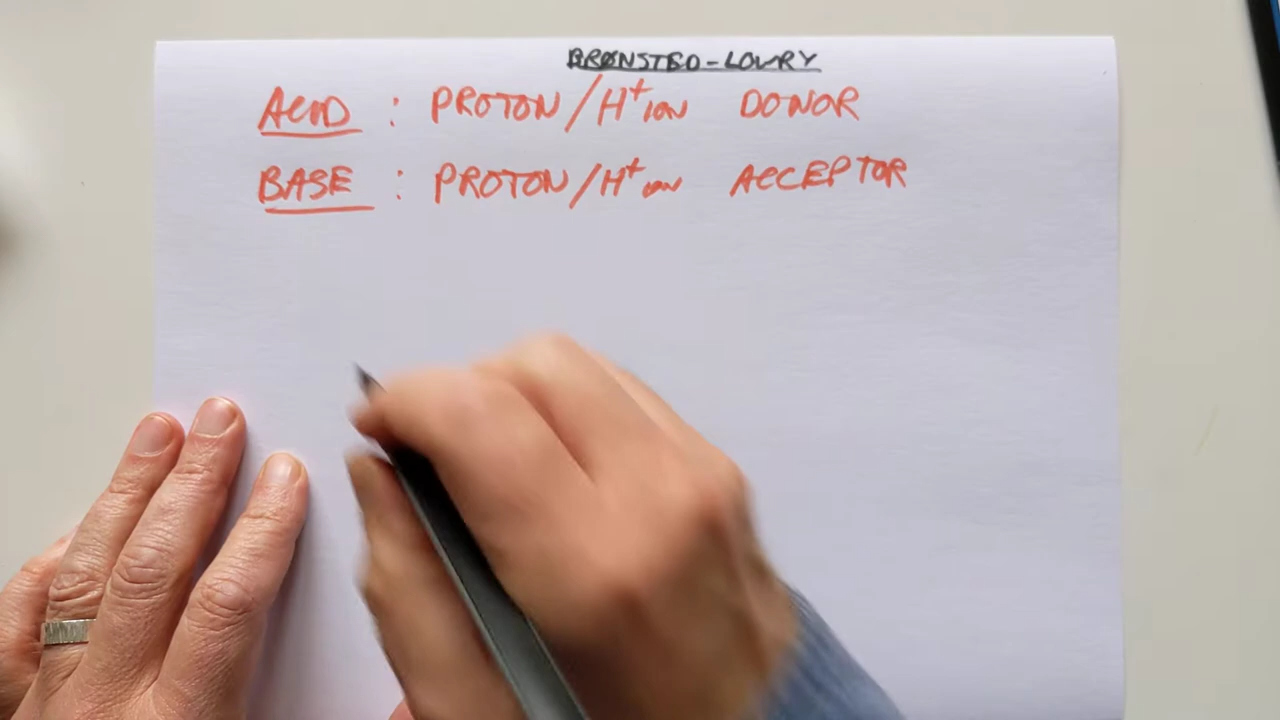 BRØNSTED-LOWRY
ACID : PROTON/H⁺ion DONOR
BASE : PROTON/H⁺ion ACCEPTOR